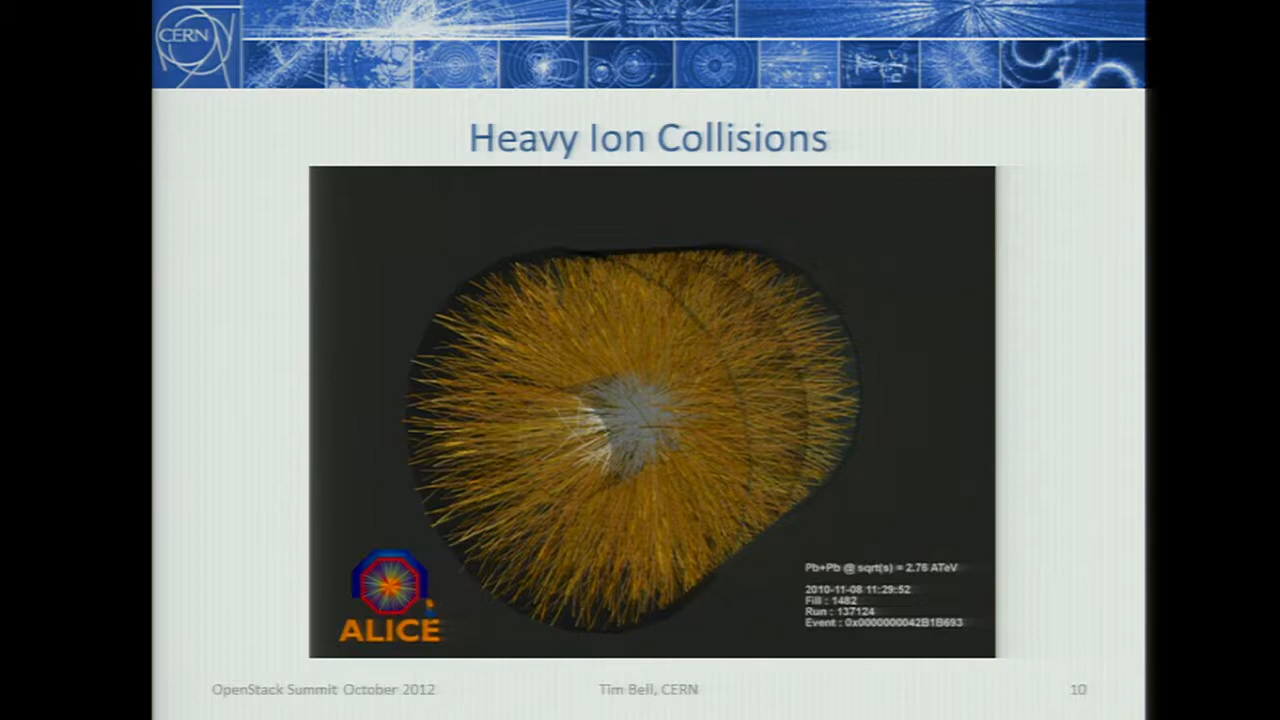 CERN
Heavy Ion Collisions
Pb+Pb @ sqrt(s) = 2.76 ATeV
2010-11-08 11:29:52
Fill : 1482
Run : 137124
Event : 0x0000000042B1B693
ALICE
OpenStack Summit October 2012
Tim Bell, CERN
10